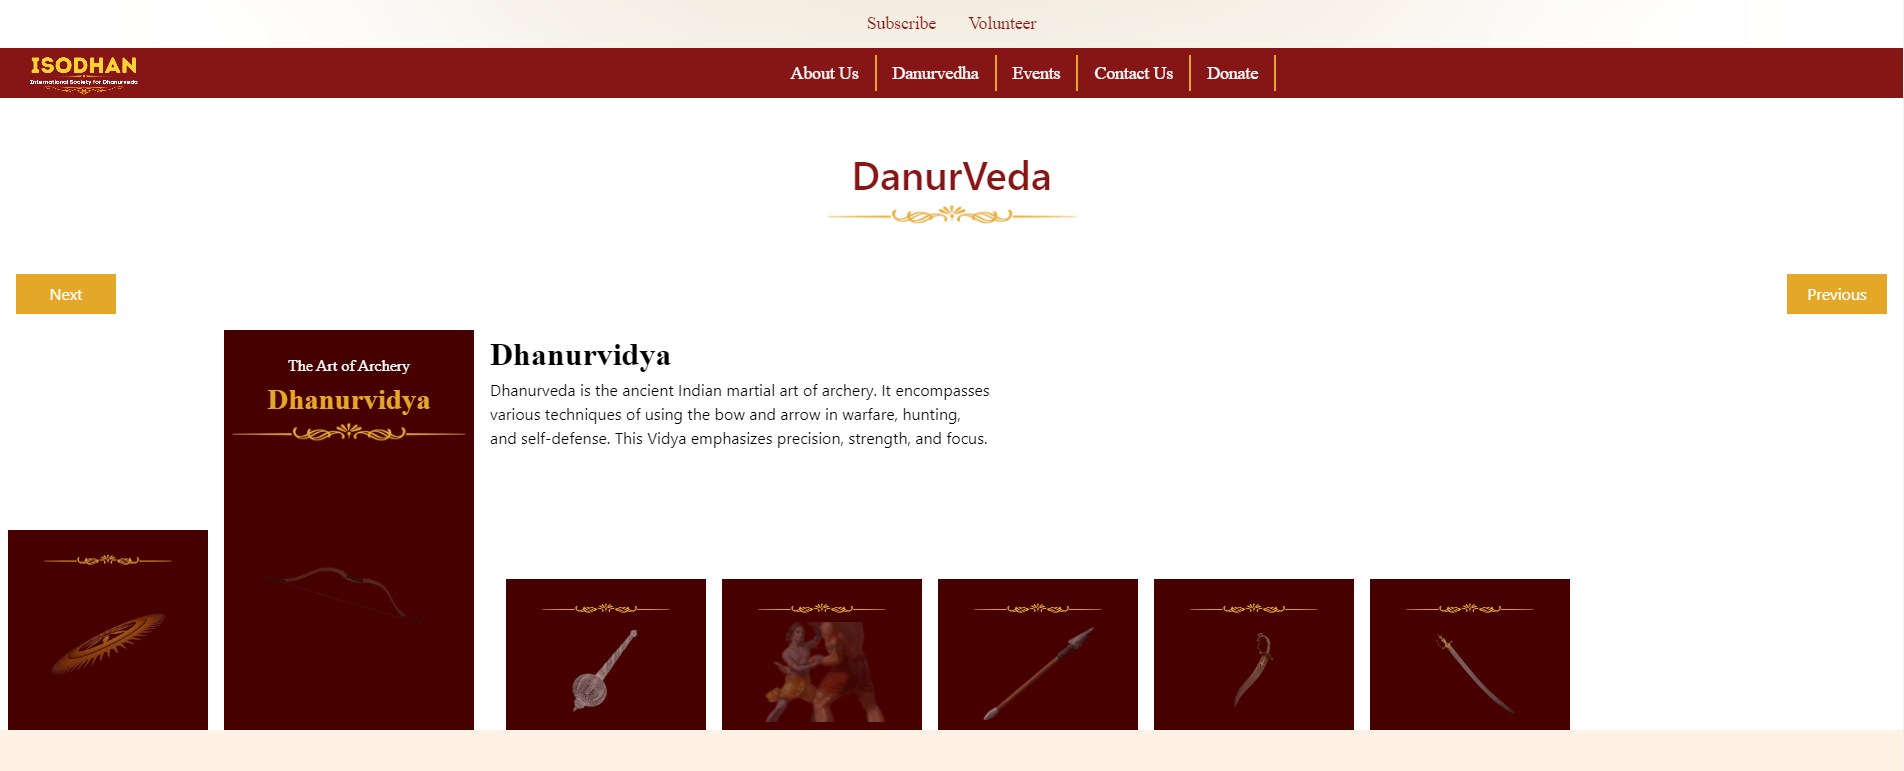 Subscribe Volunteer
ISODHAN
International Society for Dhanurveda
About Us Danurvedha Events Contact Us Donate
DanurVeda
Next Previous
The Art of Archery
Dhanurvidya
Dhanurvidya
Dhanurveda is the ancient Indian martial art of archery. It encompasses
various techniques of using the bow and arrow in warfare, hunting,
and self-defense. This Vidya emphasizes precision, strength, and focus.